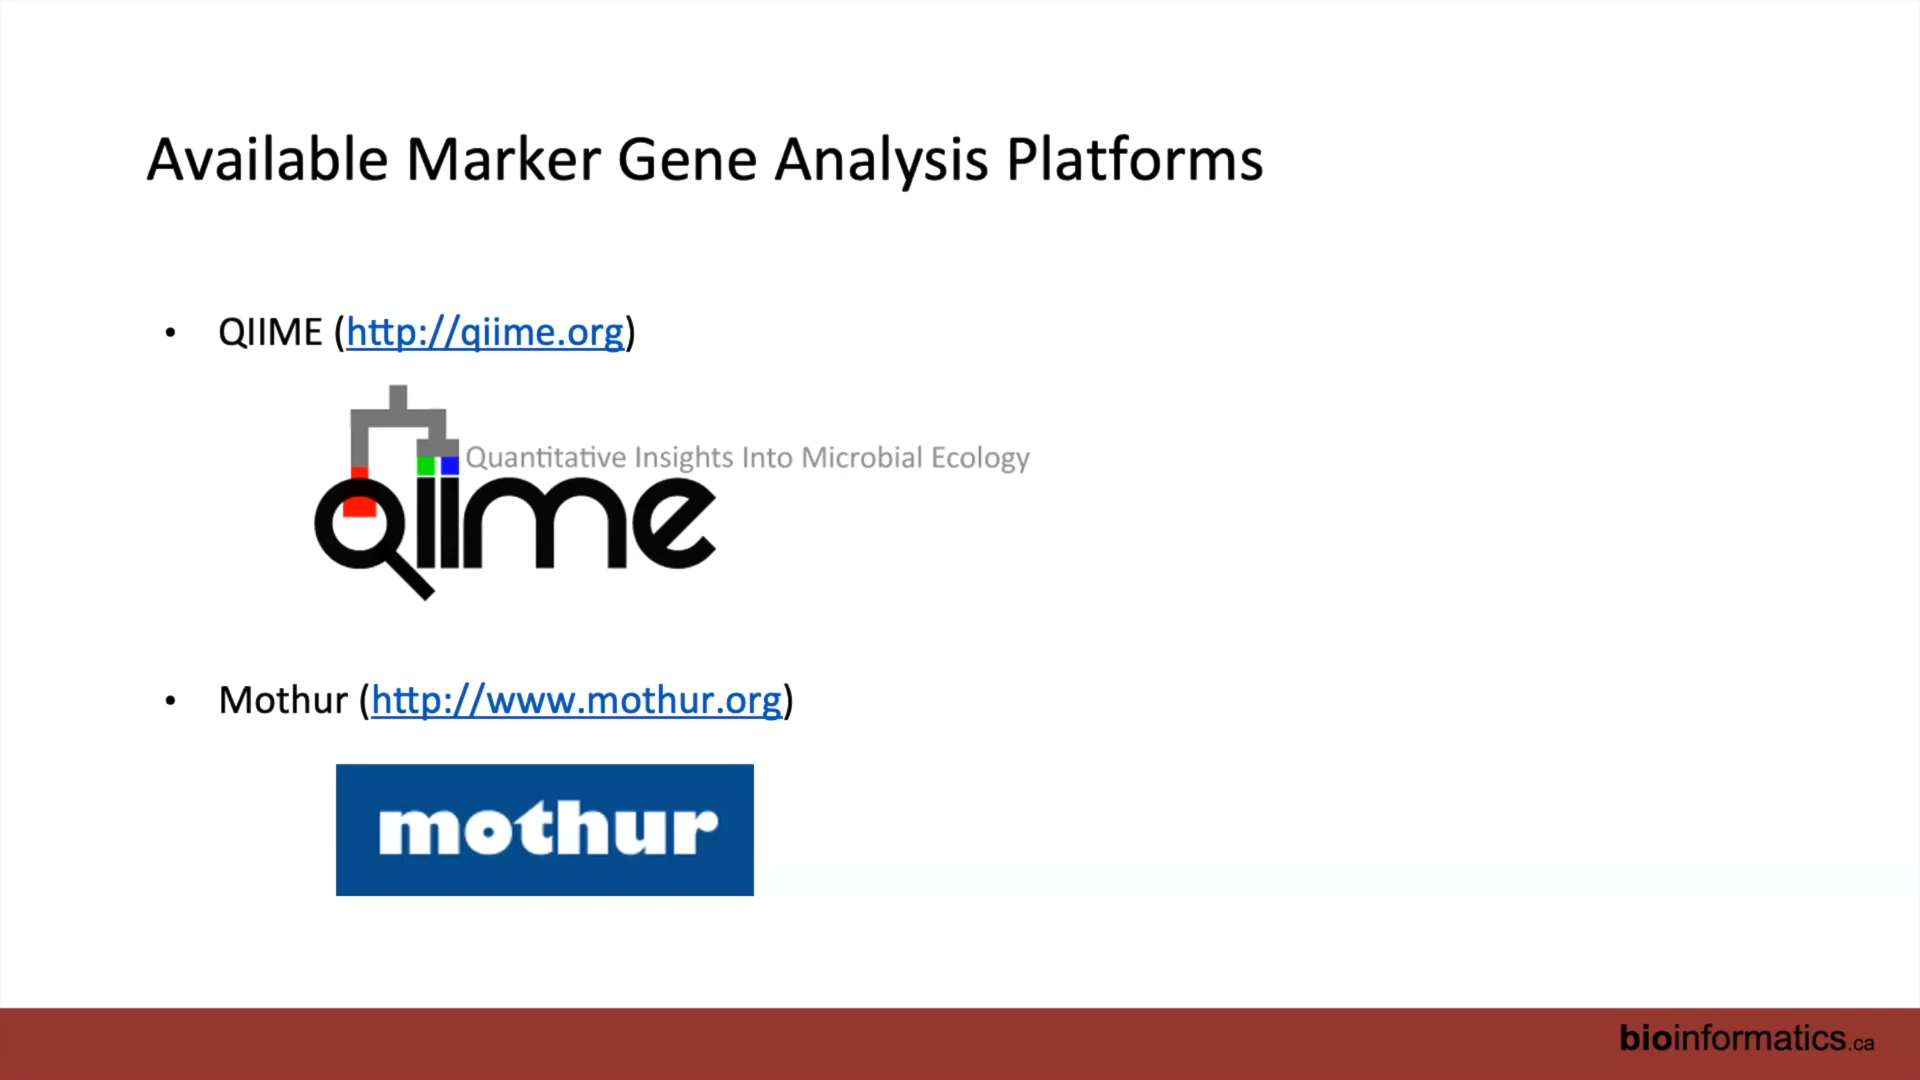 Available Marker Gene Analysis Platforms
• QIIME (http://qiime.org)
Quantitative Insights Into Microbial Ecology
qiime
• Mothur (http://www.mothur.org)
mothur
bioinformatics.ca